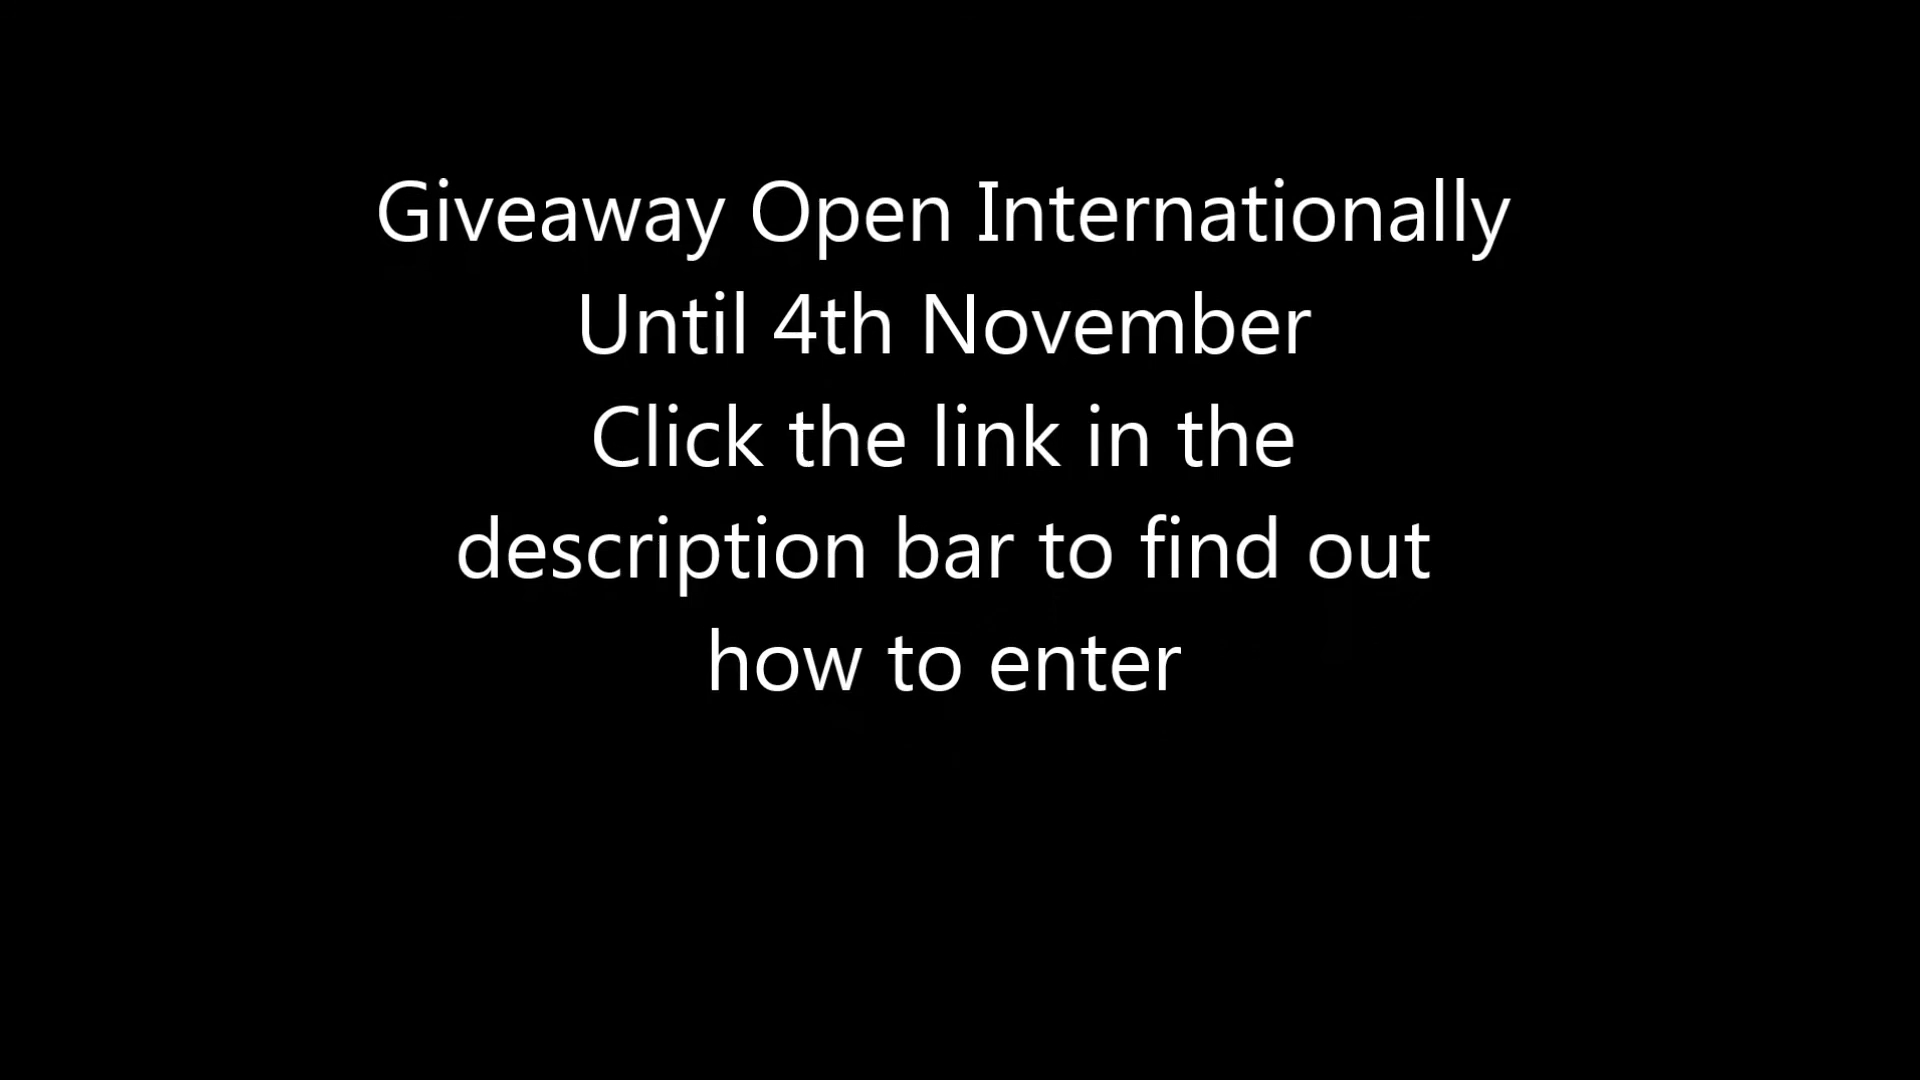 Giveaway Open Internationally
Until 4th November
Click the link in the
description bar to find out
how to enter